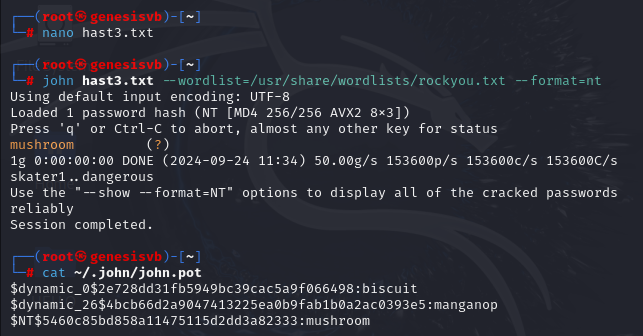 ┌──(root㉿genesisvb)-[~]
└─# nano hast3.txt
┌──(root㉿genesisvb)-[~]
└─# john hast3.txt --wordlist=/usr/share/wordlists/rockyou.txt --format=nt
Using default input encoding: UTF-8
Loaded 1 password hash (NT [MD4 256/256 AVX2 8×3])
Press 'q' or Ctrl-C to abort, almost any other key for status
mushroom         (?)
1g 0:00:00:00 DONE (2024-09-24 11:34) 50.00g/s 153600p/s 153600c/s 153600C/s
skater1..dangerous
Use the "--show --format=NT" options to display all of the cracked passwords
reliably
Session completed.
┌──(root㉿genesisvb)-[~]
└─# cat ~/.john/john.pot
$dynamic_0$2e728dd31fb5949bc39cac5a9f066498:biscuit
$dynamic_26$4bcb66d2a9047413225ea0b9fab1b0a2ac0393e5:manganop
$NT$5460c85bd858a11475115d2dd3a82333:mushroom